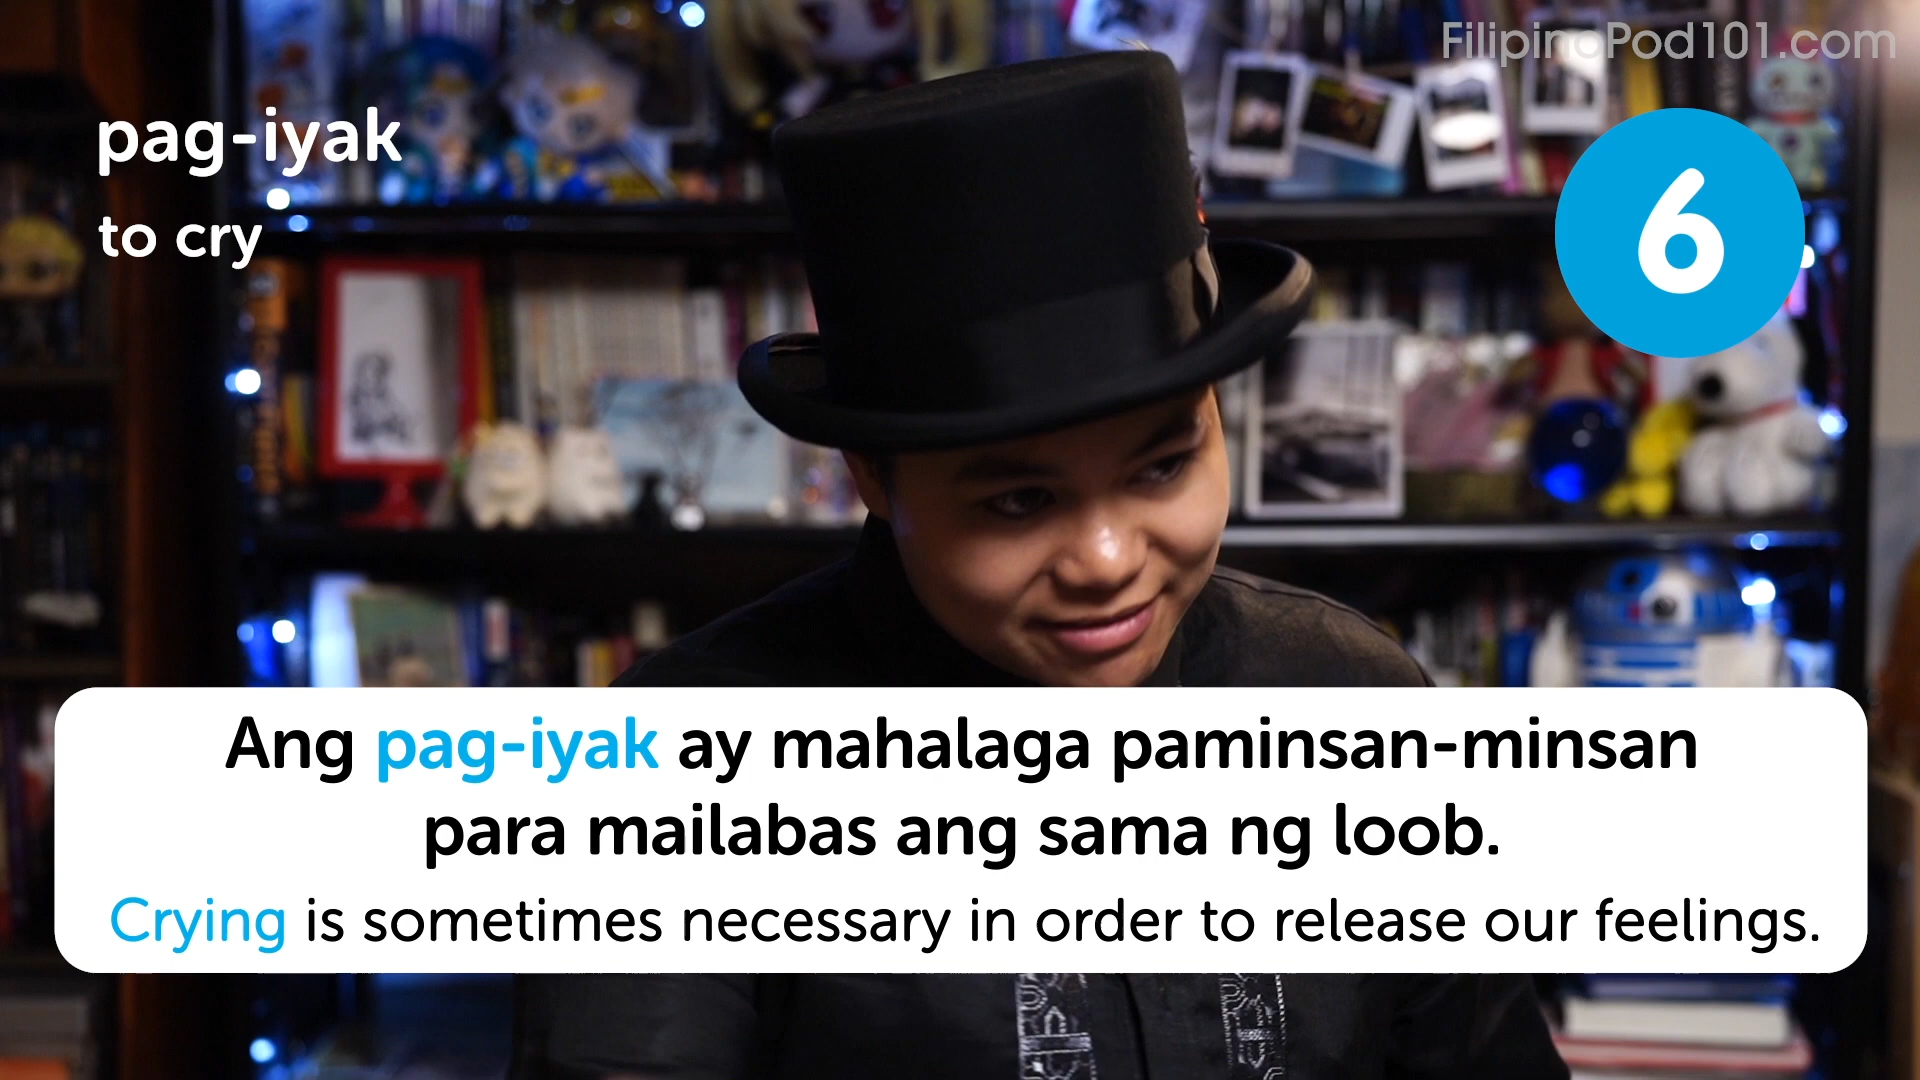 FilipinoPod101.com
pag-iyak
to cry
6
Ang pag-iyak ay mahalaga paminsan-minsan
para mailabas ang sama ng loob.
Crying is sometimes necessary in order to release our feelings.